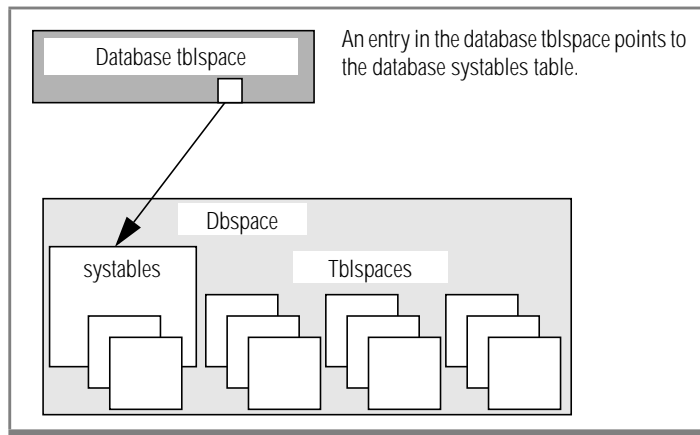 Database tblspace
An entry in the database tblspace points to
the database systables table.
Dbspace
systables
Tblspaces